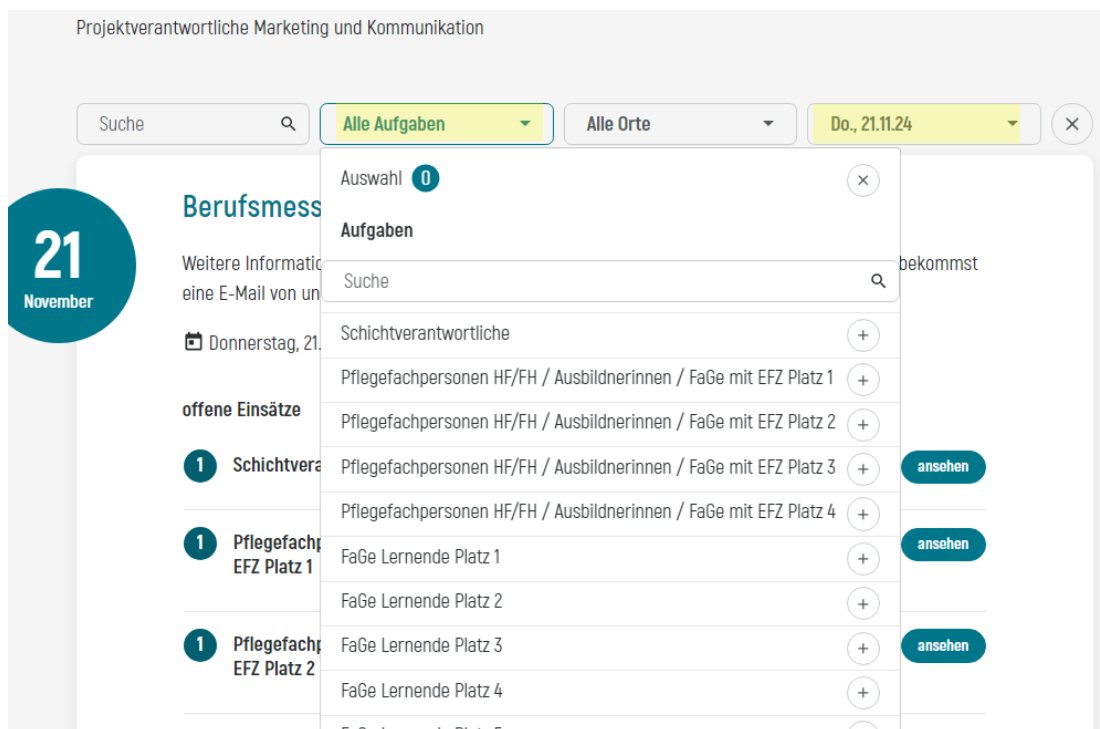 Projektverantwortliche Marketing und Kommunikation
Suche
Alle Aufgaben
Alle Orte
Do., 21.11.24
21
November
Berufsmess
Weitere Informatio
bekommst
eine E-Mail von un
Donnerstag, 21.
offene Einsätze
1 Schichtvera
ansehen
1 Pflegefachp
EFZ Platz 1
ansehen
1 Pflegefachp
EFZ Platz 2
ansehen
Auswahl 0
Aufgaben
Suche
Schichtverantwortliche
Pflegefachpersonen HF/FH / Ausbildnerinnen / FaGe mit EFZ Platz 1
Pflegefachpersonen HF/FH / Ausbildnerinnen / FaGe mit EFZ Platz 2
Pflegefachpersonen HF/FH / Ausbildnerinnen / FaGe mit EFZ Platz 3
Pflegefachpersonen HF/FH / Ausbildnerinnen / FaGe mit EFZ Platz 4
FaGe Lernende Platz 1
FaGe Lernende Platz 2
FaGe Lernende Platz 3
FaGe Lernende Platz 4